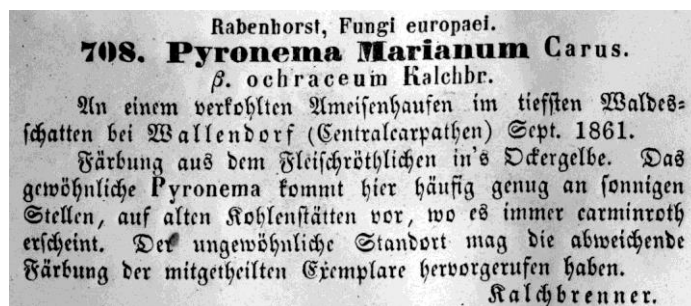 Rabenhorst, Fungi europaei.
708. Pyronema Marianum Carus.
β. ochraceum Kalchbr.
An einem verkohlten Ameisenhaufen im tiefsten Waldes-
schatten bei Wallendorf (Centralcarpathen) Sept. 1861.
Färbung aus dem Fleischröthlichen in's Ockergelbe. Das
gewöhnliche Pyronema kommt hier häufig genug an sonnigen
Stellen, auf alten Kohlenstätten vor, wo es immer carminroth
erscheint. Der ungewöhnliche Standort mag die abweichende
Färbung der mitgetheilten Exemplare hervorgerufen haben.
Kalchbrenner.